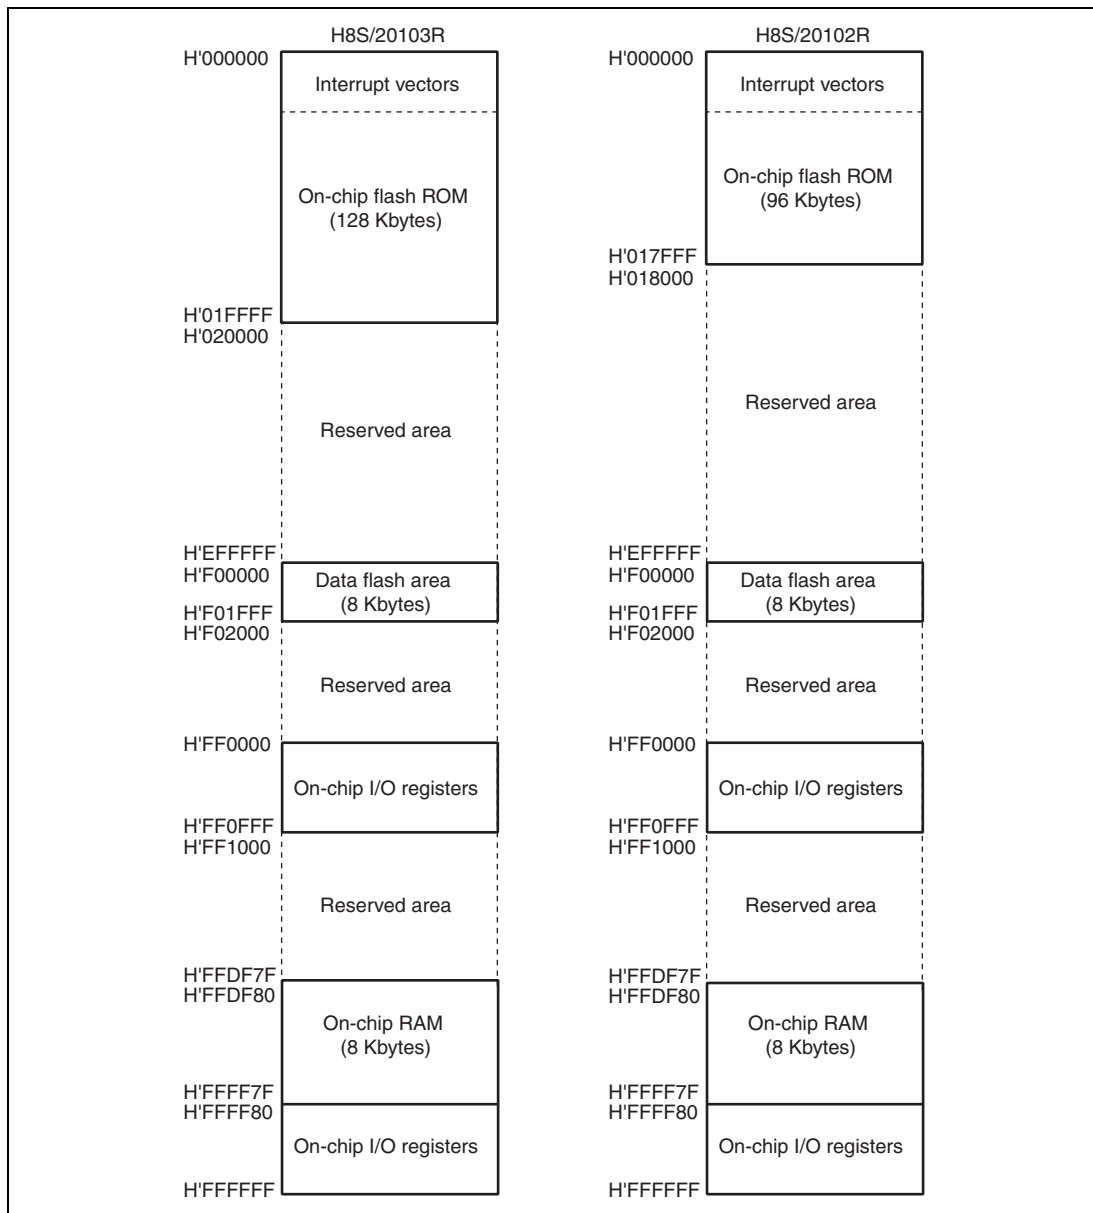 H8S/20103R
H'000000
Interrupt vectors
On-chip flash ROM
(128 Kbytes)
H'01FFFF
H'020000
Reserved area
H'EFFFFF
H'F00000
Data flash area
(8 Kbytes)
H'F01FFF
H'F02000
Reserved area
H'FF0000
On-chip I/O registers
H'FF0FFF
H'FF1000
Reserved area
H'FFDF7F
H'FFDF80
On-chip RAM
(8 Kbytes)
H'FFFF7F
H'FFFF80
On-chip I/O registers
H'FFFFFF
H8S/20102R
H'000000
Interrupt vectors
On-chip flash ROM
(96 Kbytes)
H'017FFF
H'018000
Reserved area
H'EFFFFF
H'F00000
Data flash area
(8 Kbytes)
H'F01FFF
H'F02000
Reserved area
H'FF0000
On-chip I/O registers
H'FF0FFF
H'FF1000
Reserved area
H'FFDF7F
H'FFDF80
On-chip RAM
(8 Kbytes)
H'FFFF7F
H'FFFF80
On-chip I/O registers
H'FFFFFF